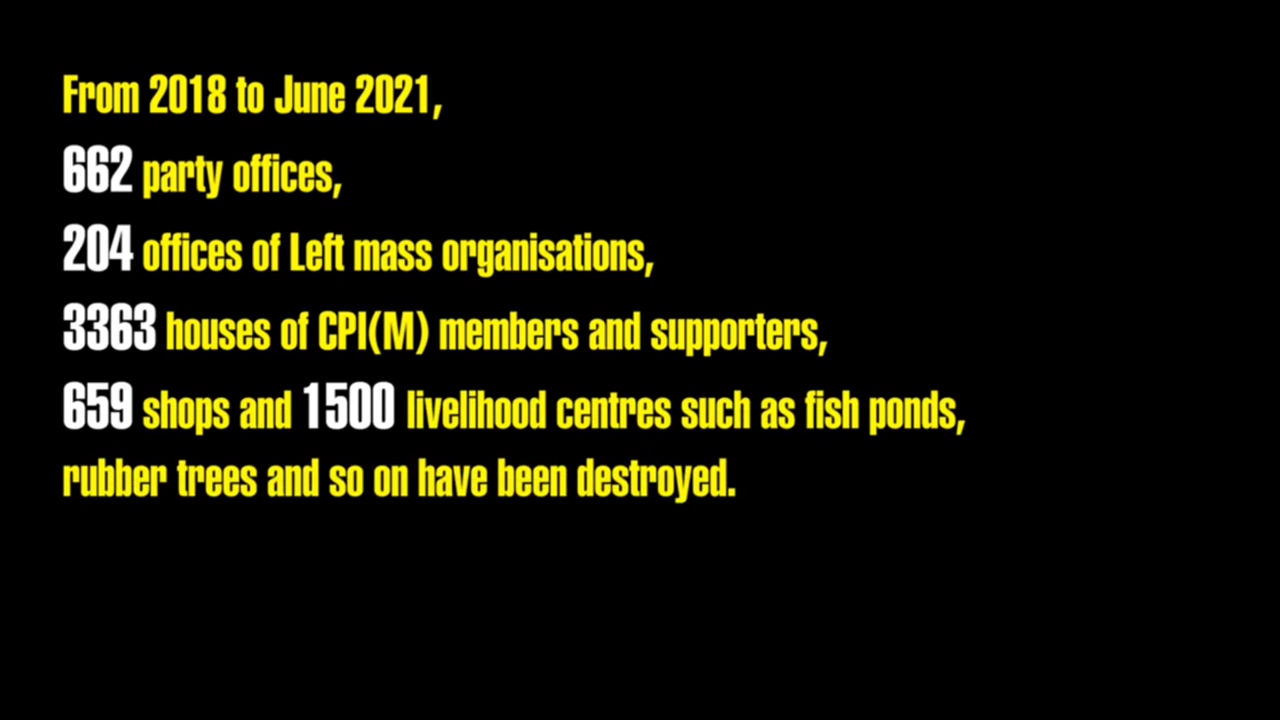 From 2018 to June 2021,
662 party offices,
204 offices of Left mass organisations,
3363 houses of CPI(M) members and supporters,
659 shops and 1500 livelihood centres such as fish ponds,
rubber trees and so on have been destroyed.